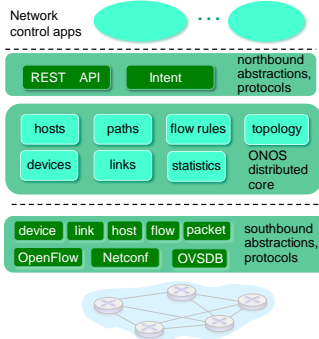 Network
control apps
...
REST API
Intent
northbound
abstractions,
protocols
hosts
paths
flow rules
topology
devices
links
statistics
ONOS
distributed
core
device
link
host
flow
packet
OpenFlow
Netconf
OVSDB
southbound
abstractions,
protocols